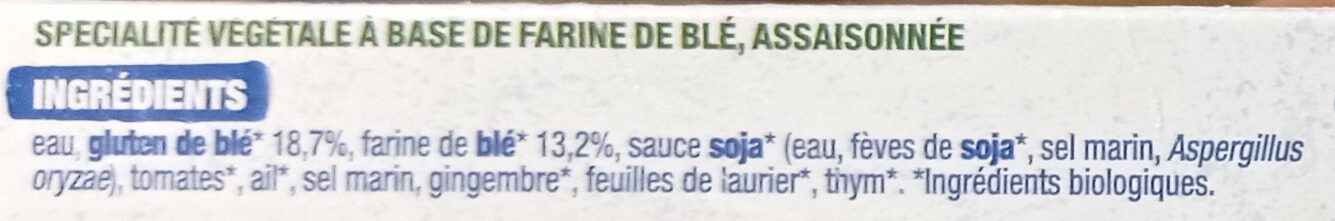 SPECIALITÉ VÉGÉTALE À BASE DE FARINE DE BLÉ, ASSAISONNÉE
INGRÉDIENTS
eau, gluten de blé* 18,7%, farine de blé* 13,2%, sauce soja* (eau, fèves de soja*, sel marin, Aspergillus
oryzae), tomates*, ail*, sel marin, gingembre*, feuilles de laurier*, thym*. *Ingrédients biologiques.